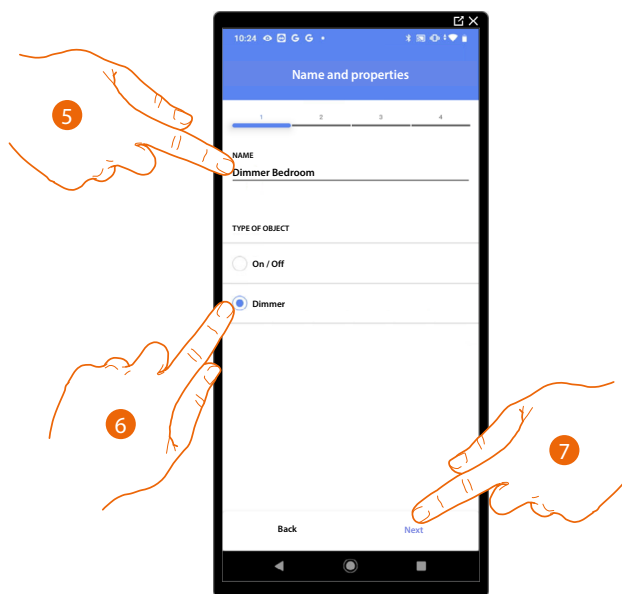 10:24 G G
Name and properties
1 2 3 4
NAME
5
Dimmer Bedroom
TYPE OF OBJECT
On / Off
Dimmer
6
7
Back Next